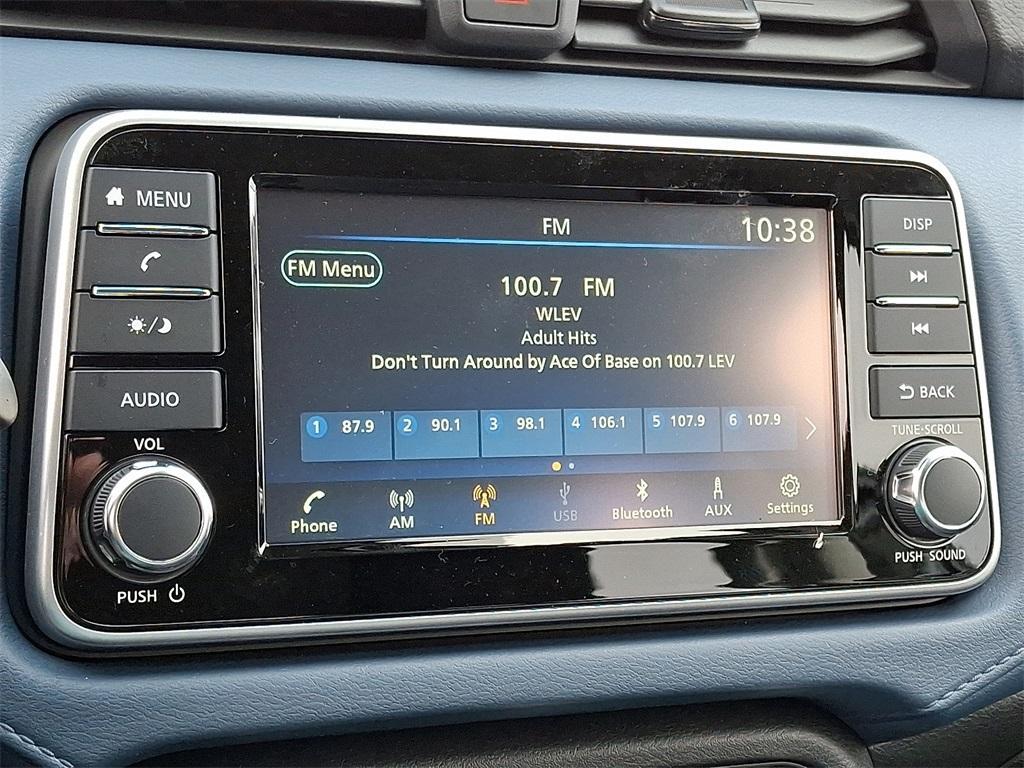 MENU
AUDIO
VOL
PUSH
FM
10:38
FM Menu
100.7 FM
WLEV
Adult Hits
Don't Turn Around by Ace Of Base on 100.7 LEV
1 87.9
2 90.1
3 98.1
4 106.1
5 107.9
6 107.9
Phone
AM
FM
USB
Bluetooth
AUX
Settings
DISP
BACK
TUNE·SCROLL
PUSH SOUND